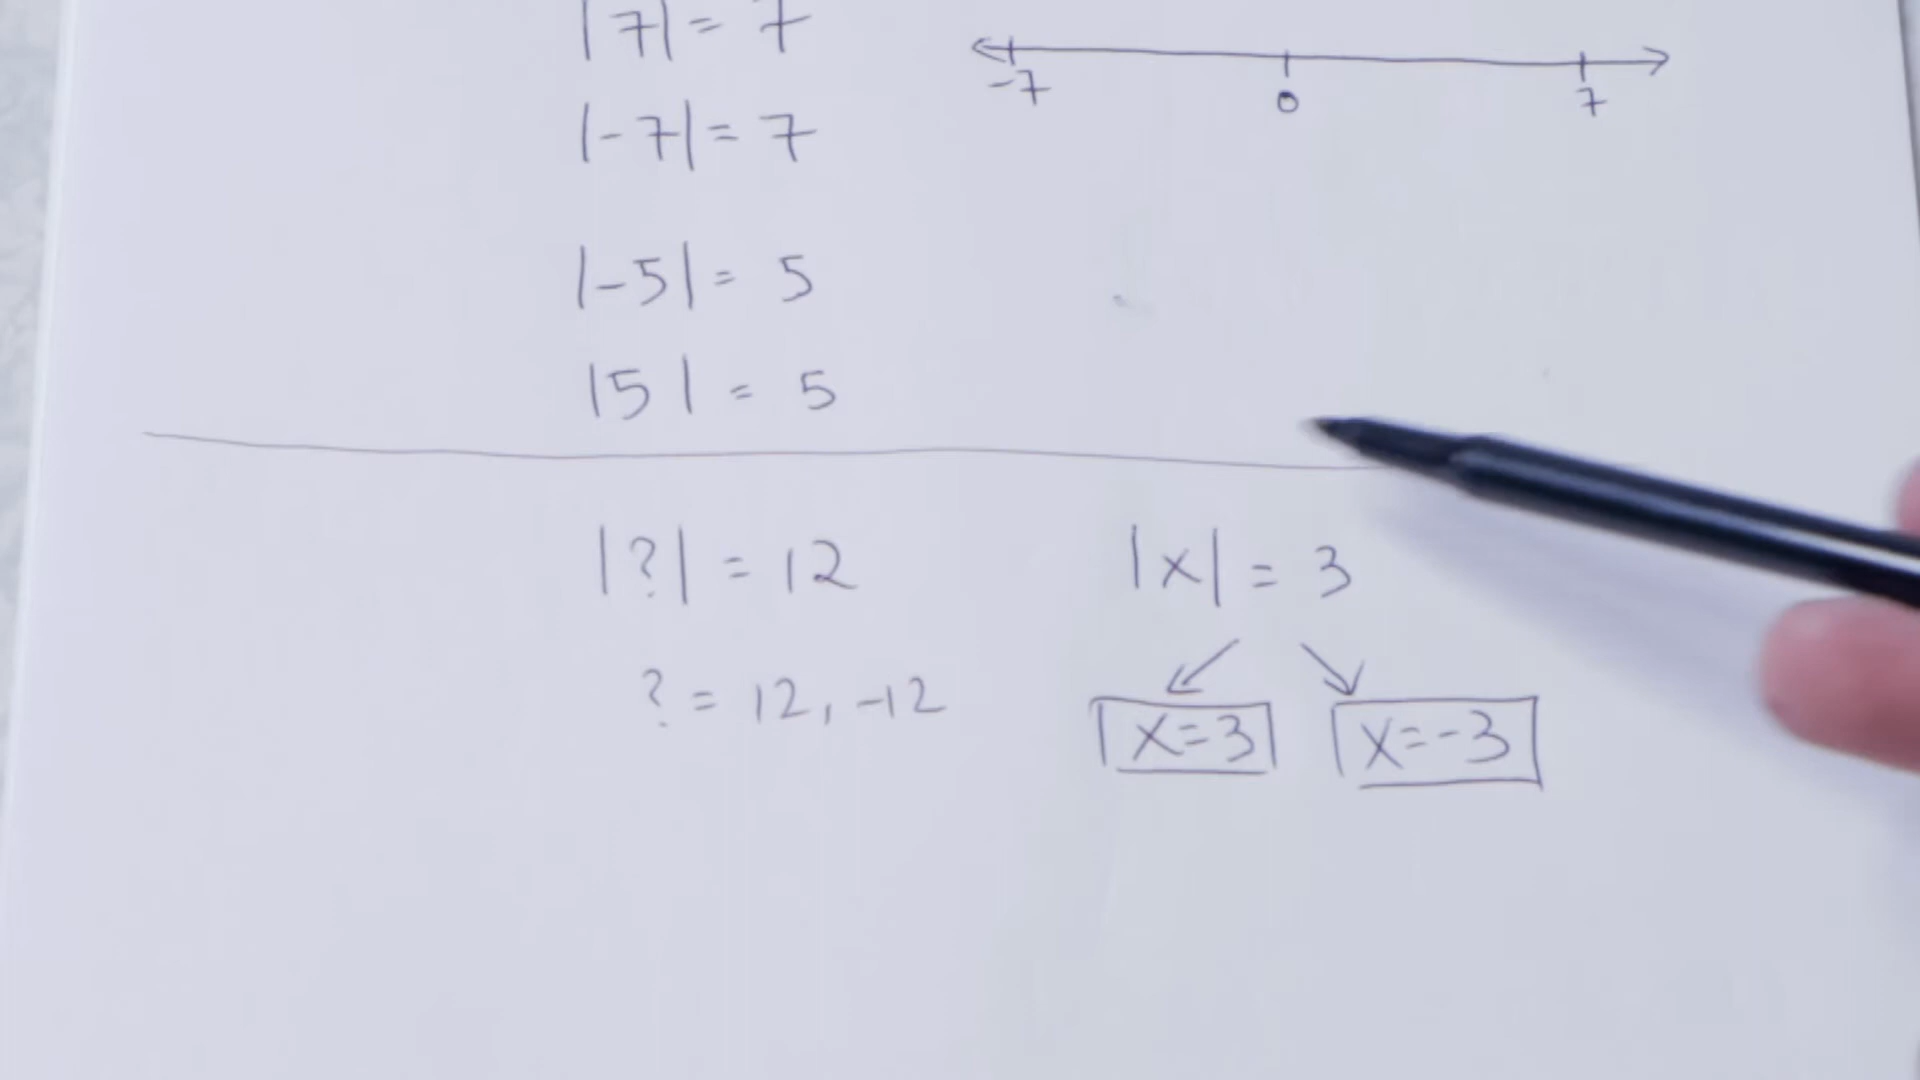 |7| = 7
-7 0 7
|-7| = 7
|-5| = 5
|5| = 5
|?| = 12
|x| = 3
? = 12, -12
x=3
x=-3